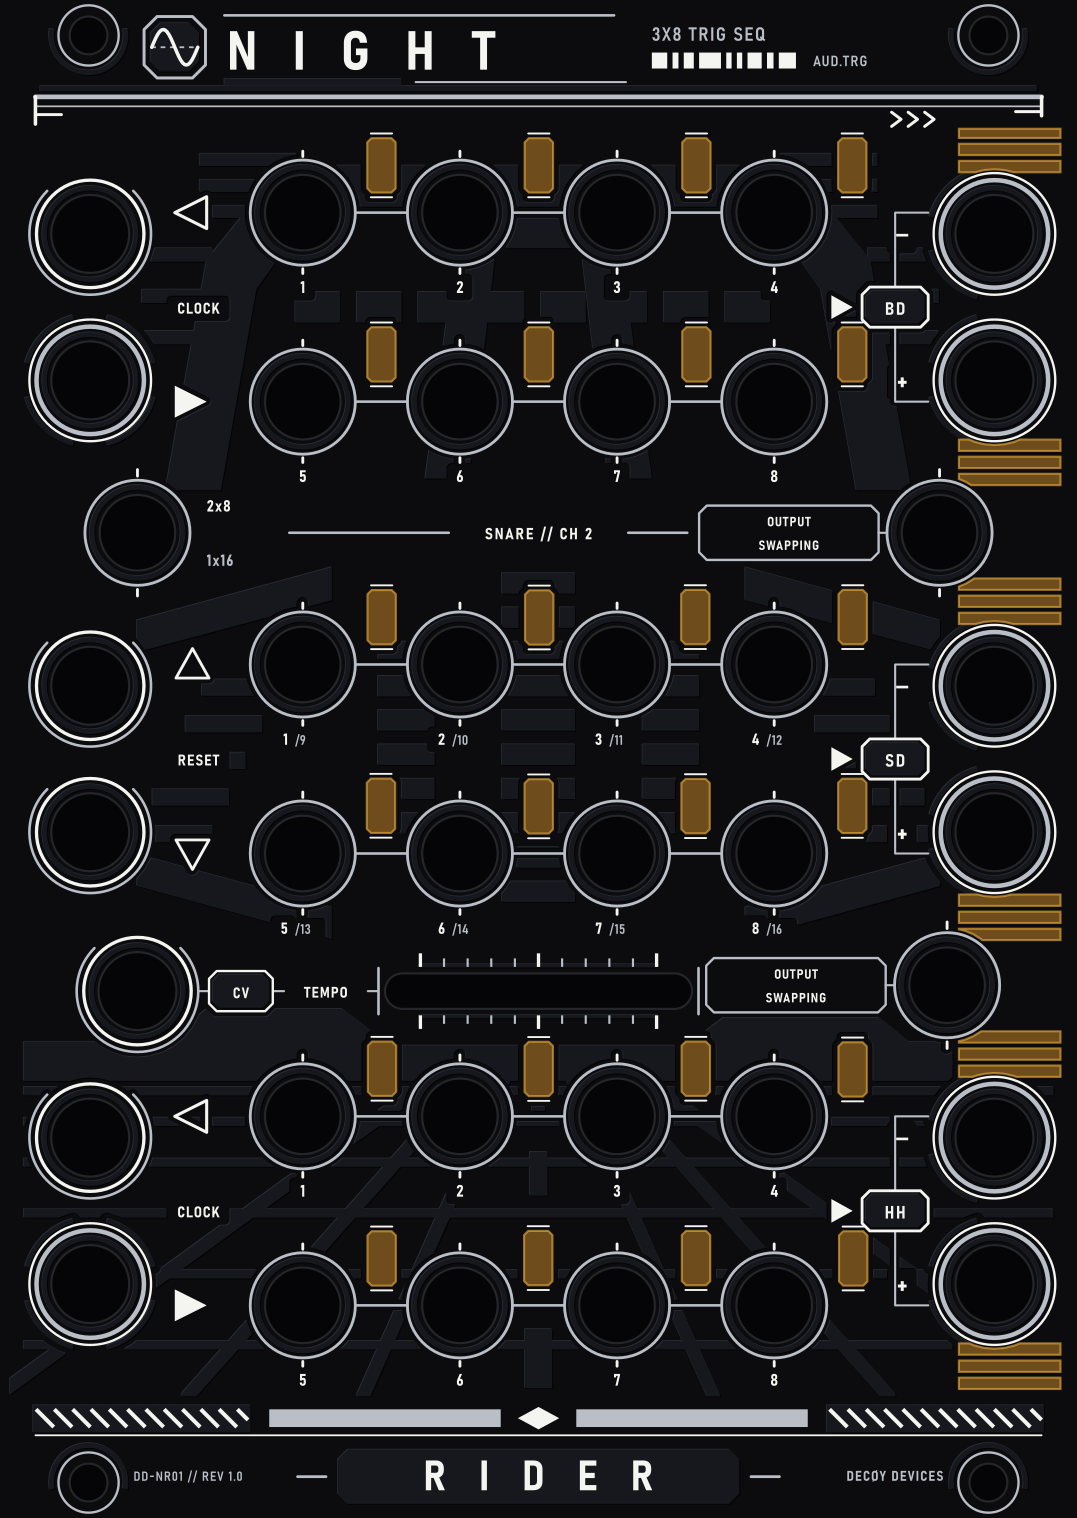 NIGHT
3X8 TRIG SEQ
AUD.TRG
1 2 3 4
CLOCK
BD
−
+
5 6 7 8
2x8
1x16
SNARE // CH 2
OUTPUT
SWAPPING
1 /9 2 /10 3 /11 4 /12
RESET
SD
−
+
5 /13 6 /14 7 /15 8 /16
CV
TEMPO
OUTPUT
SWAPPING
1 2 3 4
CLOCK
HH
−
+
5 6 7 8
DD-NR01 // REV 1.0
RIDER
DECØY DEVICES